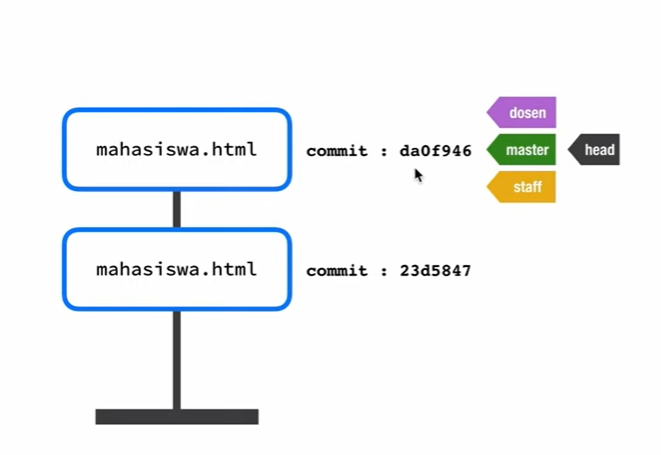 dosen
mahasiswa.html commit : da0f946 master head
staff
mahasiswa.html commit : 23d5847